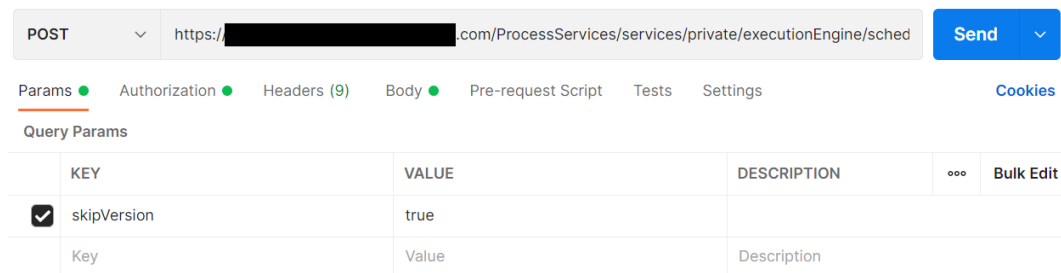 POST https:// .com/ProcessServices/services/private/executionEngine/sched Send
Params Authorization Headers (9) Body Pre-request Script Tests Settings Cookies
Query Params
KEY VALUE DESCRIPTION ooo Bulk Edit
skipVersion true
Key Value Description